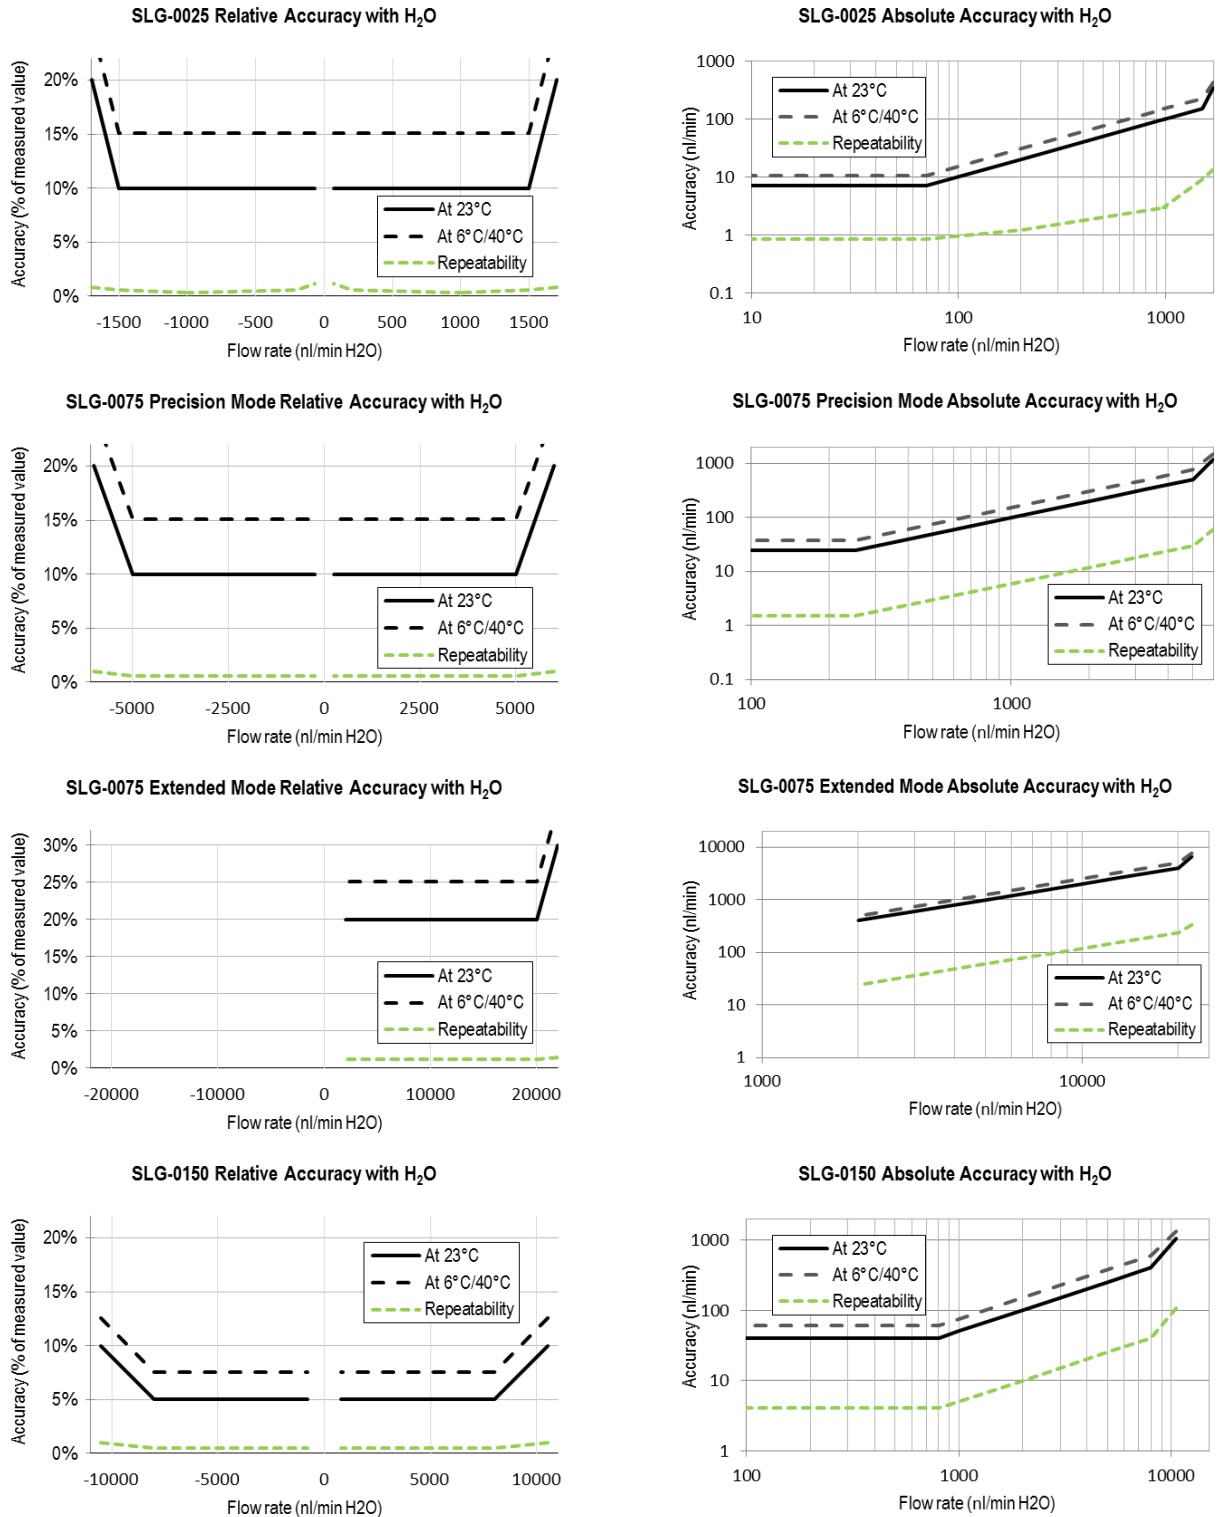 SLG-0025 Relative Accuracy with H₂O
Accuracy (% of measured value)
20%
15%
10%
5%
0%
At 23°C
At 6°C/40°C
Repeatability
-1500 -1000 -500 0 500 1000 1500
Flow rate (nl/min H2O)
SLG-0025 Absolute Accuracy with H₂O
Accuracy (nl/min)
1000
100
10
1
0.1
At 23°C
At 6°C/40°C
Repeatability
10 100 1000
Flow rate (nl/min H2O)
SLG-0075 Precision Mode Relative Accuracy with H₂O
Accuracy (% of measured value)
20%
15%
10%
5%
0%
At 23°C
At 6°C/40°C
Repeatability
-5000 -2500 0 2500 5000
Flow rate (nl/min H2O)
SLG-0075 Precision Mode Absolute Accuracy with H₂O
Accuracy (nl/min)
1000
100
10
1
0.1
At 23°C
At 6°C/40°C
Repeatability
100 1000
Flow rate (nl/min H2O)
SLG-0075 Extended Mode Relative Accuracy with H₂O
Accuracy (% of measured value)
30%
25%
20%
15%
10%
5%
0%
At 23°C
At 6°C/40°C
Repeatability
-20000 -10000 0 10000 20000
Flow rate (nl/min H2O)
SLG-0075 Extended Mode Absolute Accuracy with H₂O
Accuracy (nl/min)
10000
1000
100
10
1
At 23°C
At 6°C/40°C
Repeatability
1000 10000
Flow rate (nl/min H2O)
SLG-0150 Relative Accuracy with H₂O
Accuracy (% of measured value)
20%
15%
10%
5%
0%
At 23°C
At 6°C/40°C
Repeatability
-10000 -5000 0 5000 10000
Flow rate (nl/min H2O)
SLG-0150 Absolute Accuracy with H₂O
Accuracy (nl/min)
1000
100
10
1
At 23°C
At 6°C/40°C
Repeatability
100 1000 10000
Flow rate (nl/min H2O)